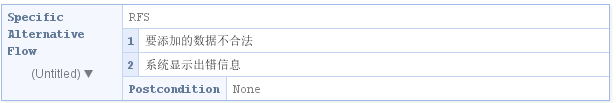 Specific Alternative Flow
(Untitled) ▼
RFS
1 要添加的数据不合法
2 系统显示出错信息
Postcondition None